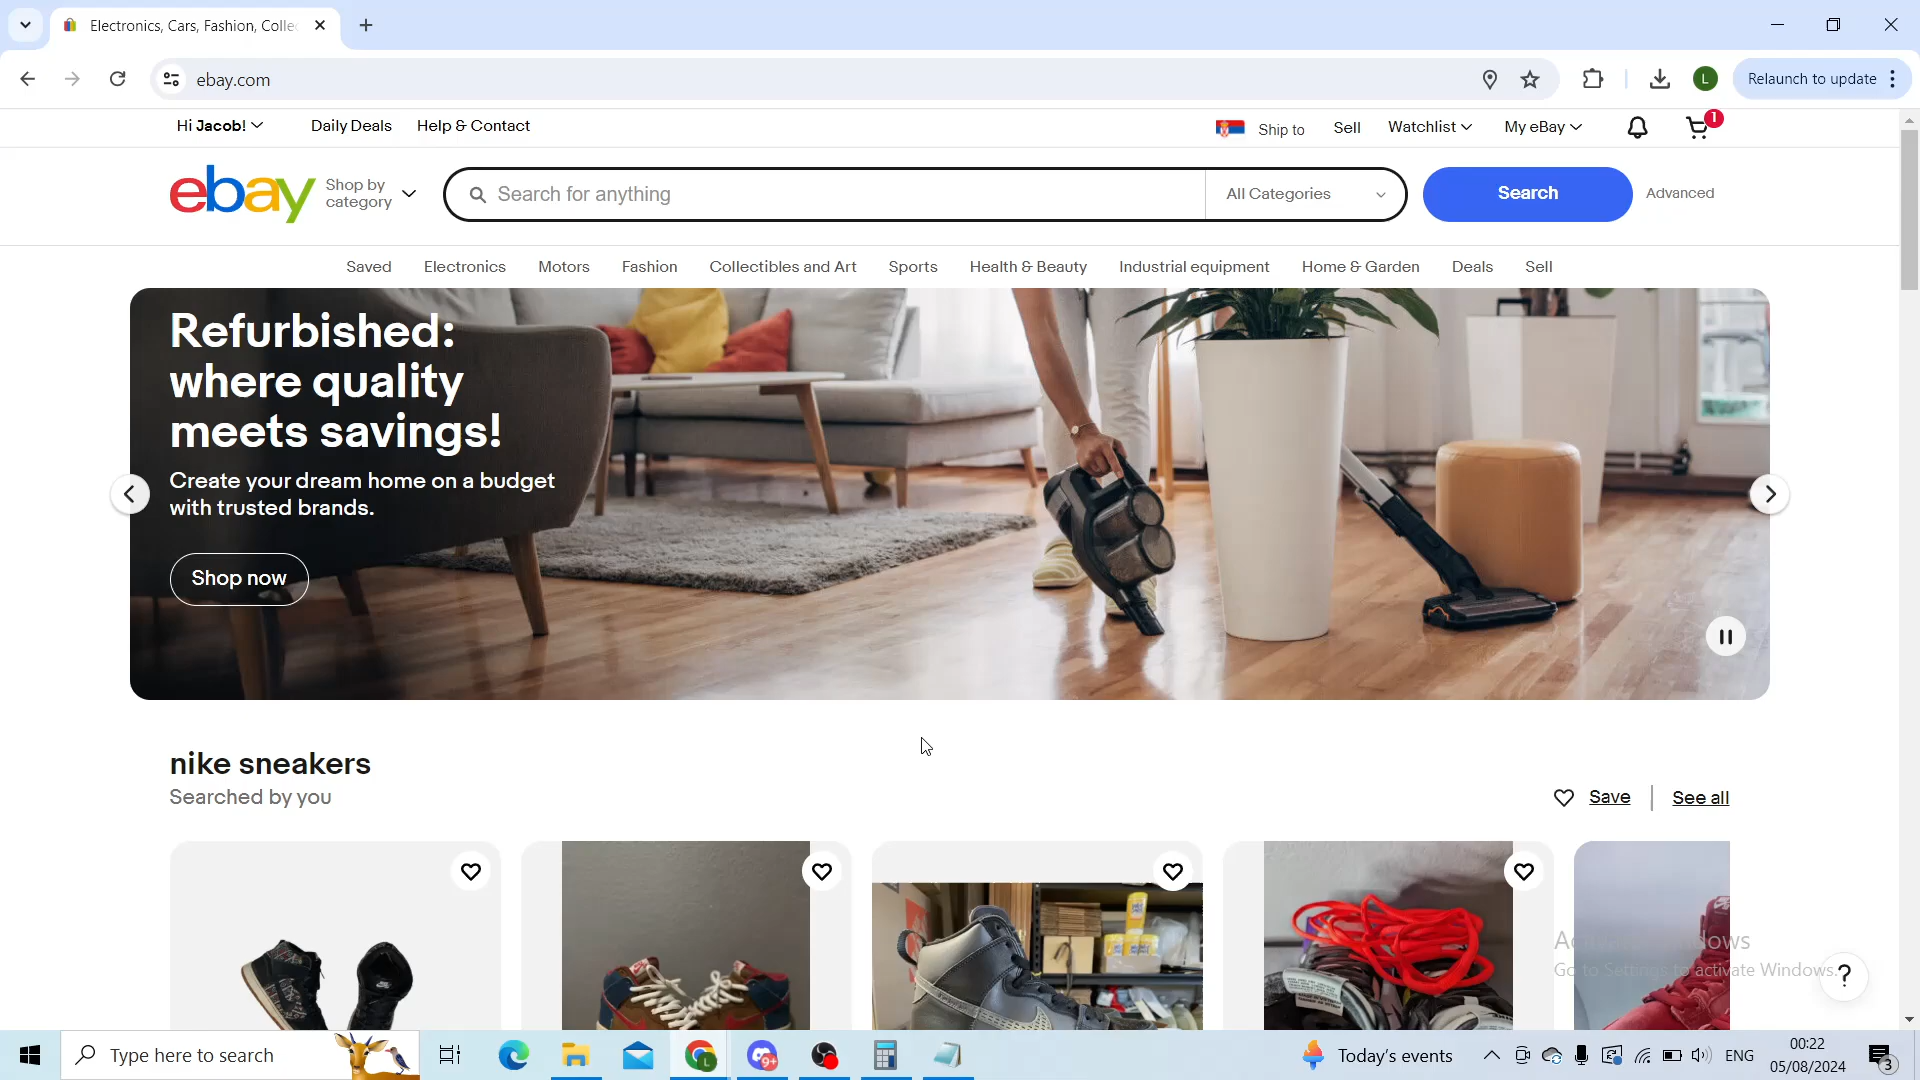 Electronics, Cars, Fashion, Colle
ebay.com
Relaunch to update
L
Hi Jacob!
Daily Deals
Help & Contact
Ship to
Sell
Watchlist
My eBay
1
ebay
Shop by
category
Search for anything
All Categories
Search
Advanced
Saved
Electronics
Motors
Fashion
Collectibles and Art
Sports
Health & Beauty
Industrial equipment
Home & Garden
Deals
Sell
Refurbished:
where quality
meets savings!
Create your dream home on a budget
with trusted brands.
Shop now
nike sneakers
Searched by you
Save
See all
Go to Settings to activate Windows.
?
Type here to search
L
9+
Today's events
ENG
00:22
05/08/2024
3